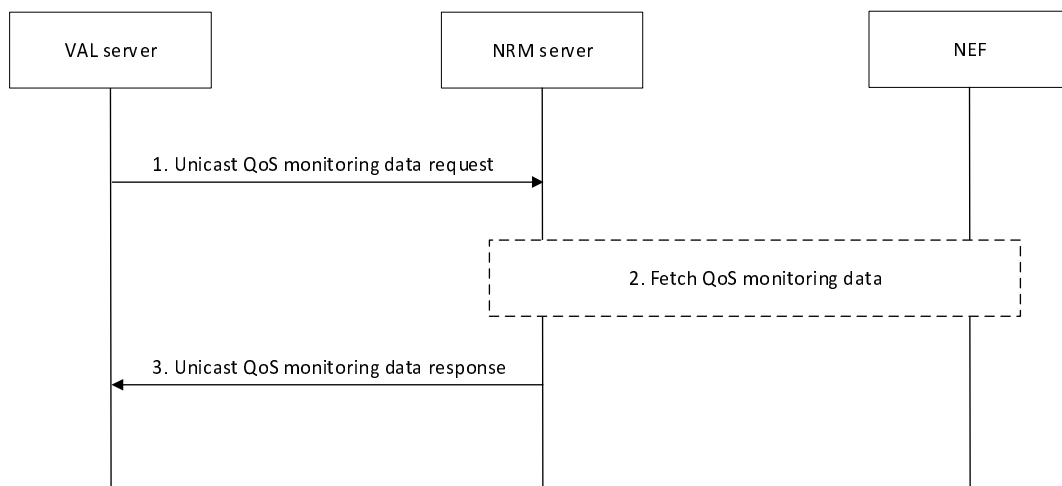 VAL server
NRM server
NEF
1. Unicast QoS monitoring data request
2. Fetch QoS monitoring data
3. Unicast QoS monitoring data response